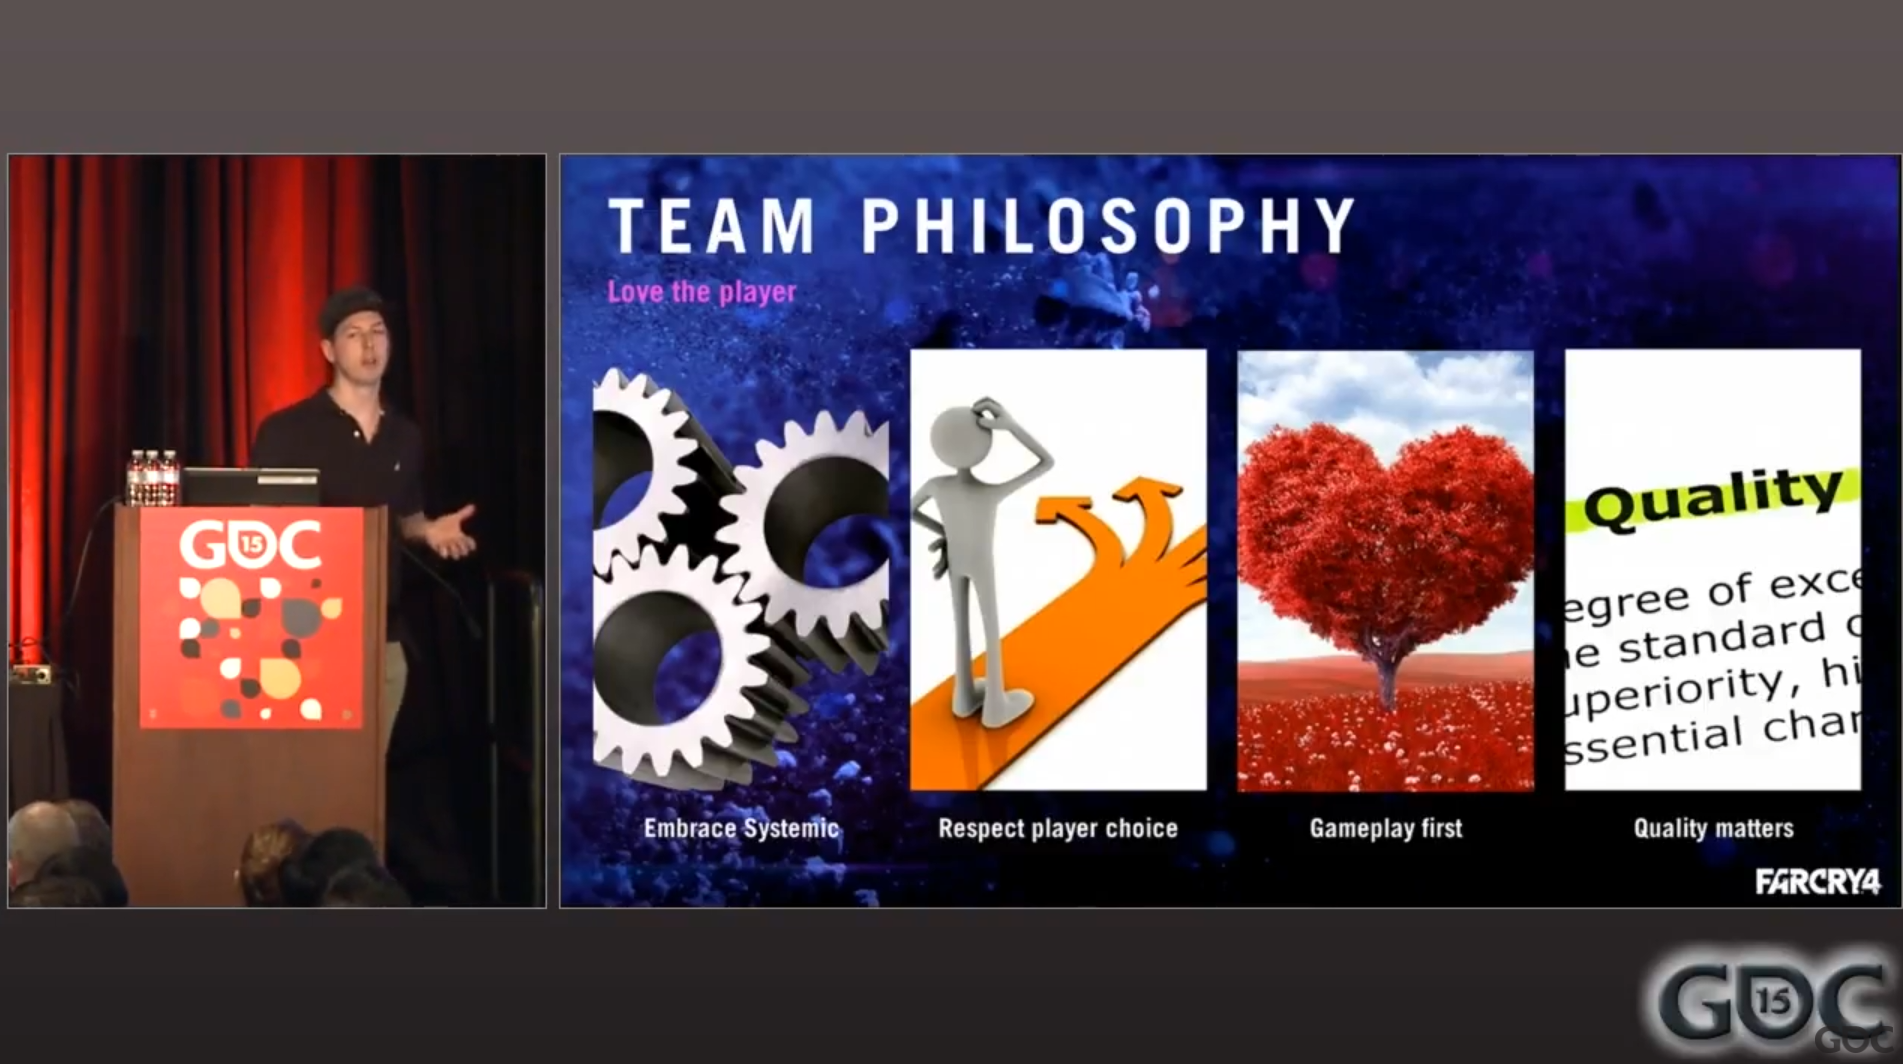 TEAM PHILOSOPHY
Love the player
Quality
egree of exce
e standard o
uperiority, hi
ssential char
Embrace Systemic
Respect player choice
Gameplay first
Quality matters
FARCRY4
GDC
15
GDC
15
GDC